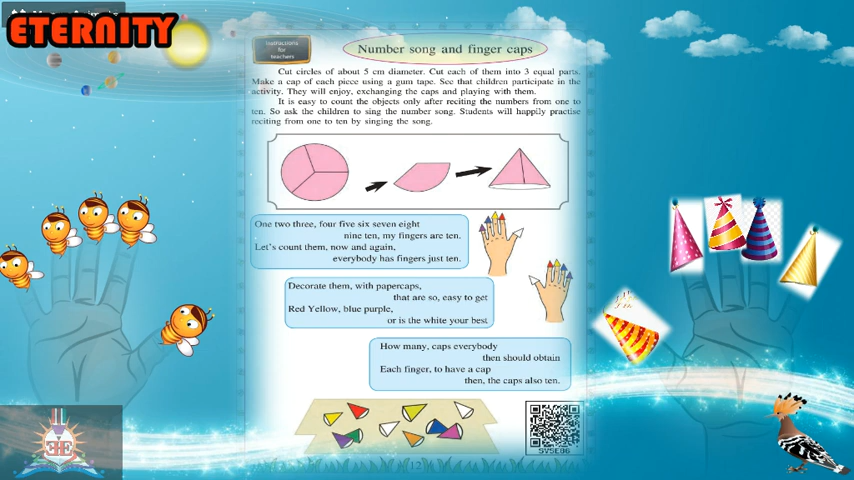 ETERNITY
Instructions
for
teachers
Number song and finger caps
Cut circles of about 5 cm diameter. Cut each of them into 3 equal parts.
Make a cap of each piece using a gum tape. See that children participate in the
activity. They will enjoy, exchanging the caps and playing with them.
It is easy to count the objects only after reciting the numbers from one to
ten. So ask the children to sing the number song. Students will happily practise
reciting from one to ten by singing the song.
One two three, four five six seven eight
nine ten, my fingers are ten.
Let's count them, now and again,
everybody has fingers just ten.
Decorate them, with papercaps,
that are so, easy to get
Red Yellow, blue purple,
or is the white your best
How many, caps everybody
then should obtain
Each finger, to have a cap
then, the caps also ten.
SV5E06
12